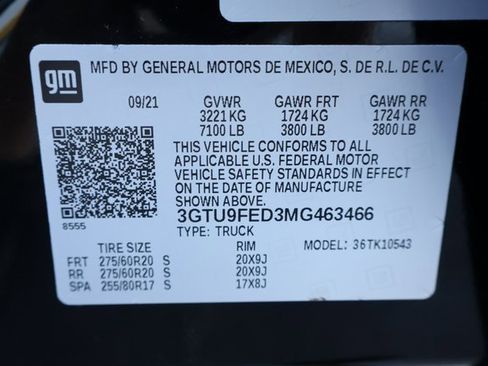 gm MFD BY GENERAL MOTORS DE MEXICO, S. DE R.L. DE C.V.
09/21 GVWR GAWR FRT GAWR RR
3221 KG 1724 KG 1724 KG
7100 LB 3800 LB 3800 LB
THIS VEHICLE CONFORMS TO ALL
APPLICABLE U.S. FEDERAL MOTOR
VEHICLE SAFETY STANDARDS IN EFFECT
ON THE DATE OF MANUFACTURE
SHOWN ABOVE.
3GTU9FED3MG463466
8555 TYPE: TRUCK
TIRE SIZE RIM MODEL: 36TK10543
FRT 275/60R20 S 20X9J
RR 275/60R20 S 20X9J
SPA 255/80R17 S 17X8J